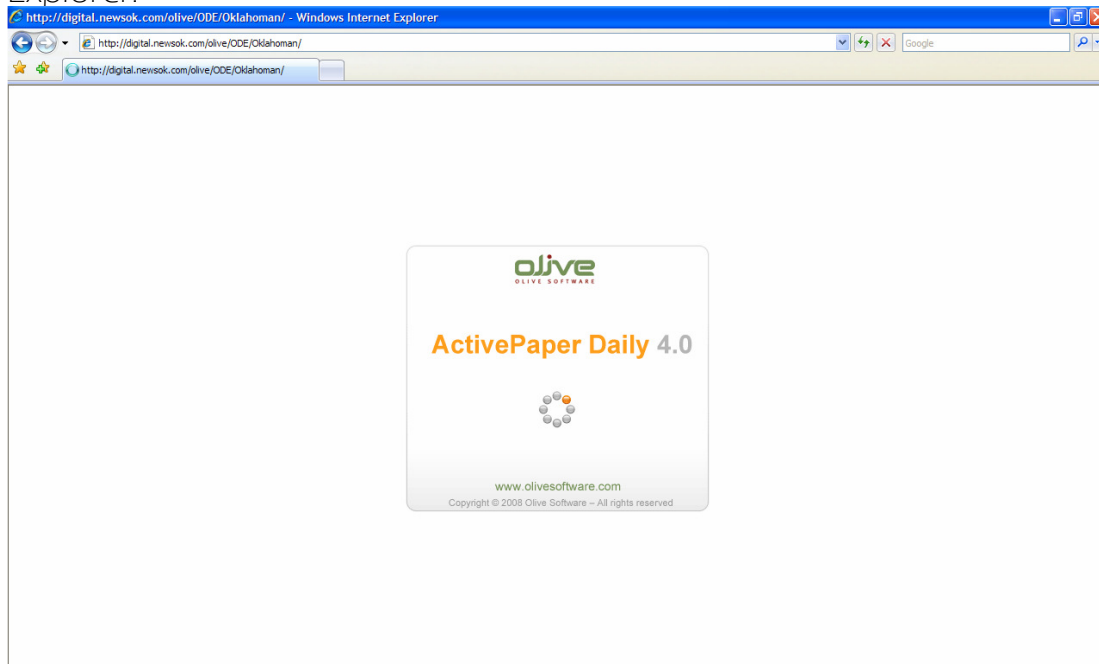 Explorer.
http://digital.newsok.com/olive/ODE/Oklahoman/ - Windows Internet Explorer
http://digital.newsok.com/olive/ODE/Oklahoman/
Google
http://digital.newsok.com/olive/ODE/Oklahoman/
olive
OLIVE SOFTWARE
ActivePaper Daily 4.0
www.olivesoftware.com
Copyright © 2008 Olive Software – All rights reserved